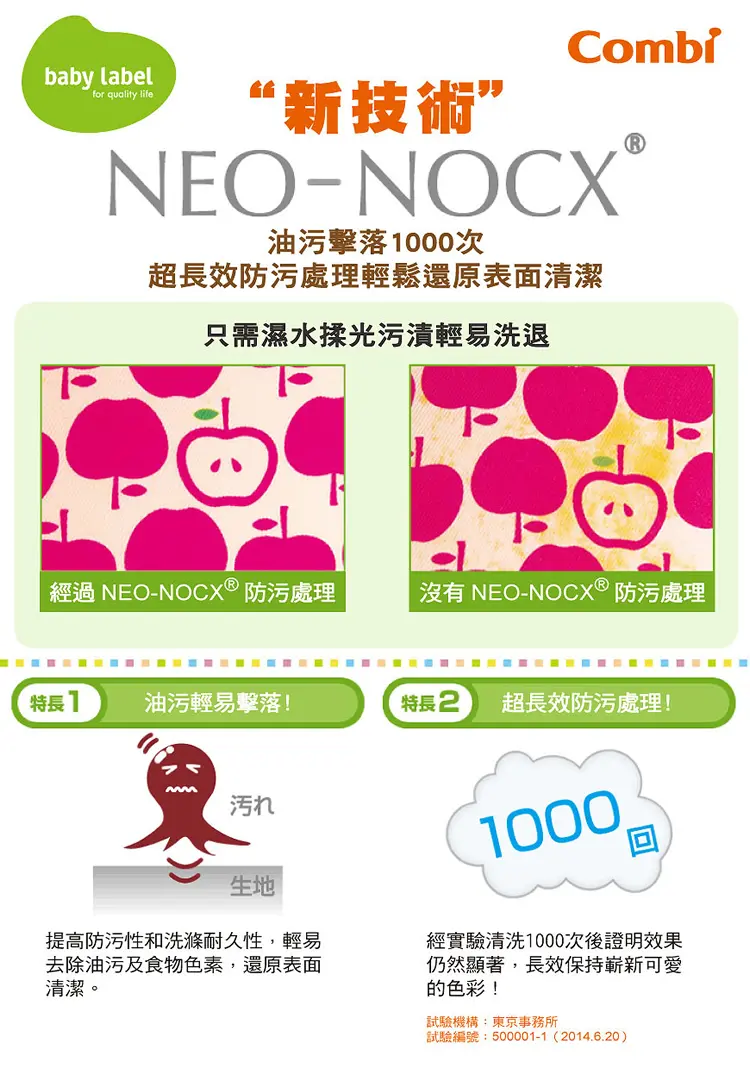 baby label
for quality life
Combi
“新技術”
NEO-NOCX®
油污擊落1000次
超長效防污處理輕鬆還原表面清潔
只需濕水揉光污漬輕易洗退
經過 NEO-NOCX® 防污處理
沒有 NEO-NOCX® 防污處理
特長1
油污輕易擊落!
汚れ
生地
提高防污性和洗滌耐久性，輕易
去除油污及食物色素，還原表面
清潔。
特長2
超長效防污處理!
1000回
經實驗清洗1000次後證明效果
仍然顯著，長效保持嶄新可愛
的色彩！
試驗機構：東京事務所
試驗編號：500001-1（2014.6.20）